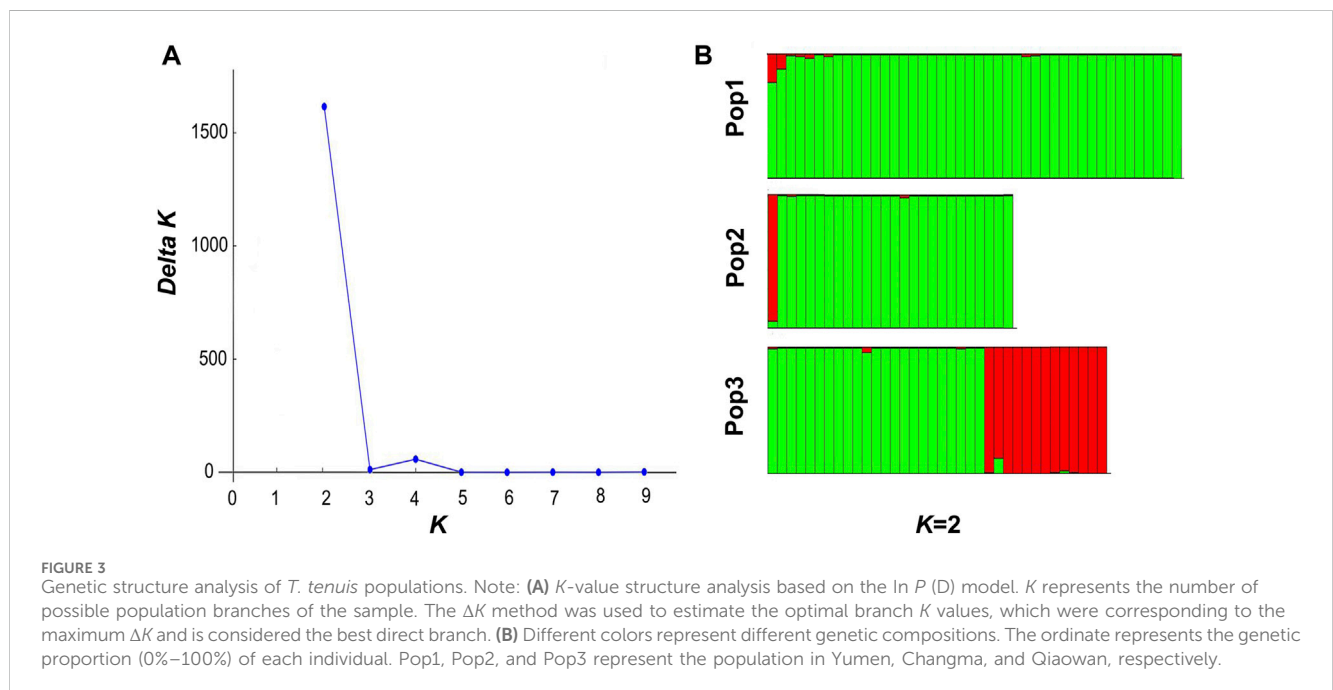 A
B
1500
1000
500
0
Delta K
0 1 2 3 4 5 6 7 8 9
K
Pop1
Pop2
Pop3
K=2
FIGURE 3
Genetic structure analysis of T. tenuis populations. Note: (A) K-value structure analysis based on the In P (D) model. K represents the number of
possible population branches of the sample. The ΔK method was used to estimate the optimal branch K values, which were corresponding to the
maximum ΔK and is considered the best direct branch. (B) Different colors represent different genetic compositions. The ordinate represents the genetic
proportion (0%–100%) of each individual. Pop1, Pop2, and Pop3 represent the population in Yumen, Changma, and Qiaowan, respectively.